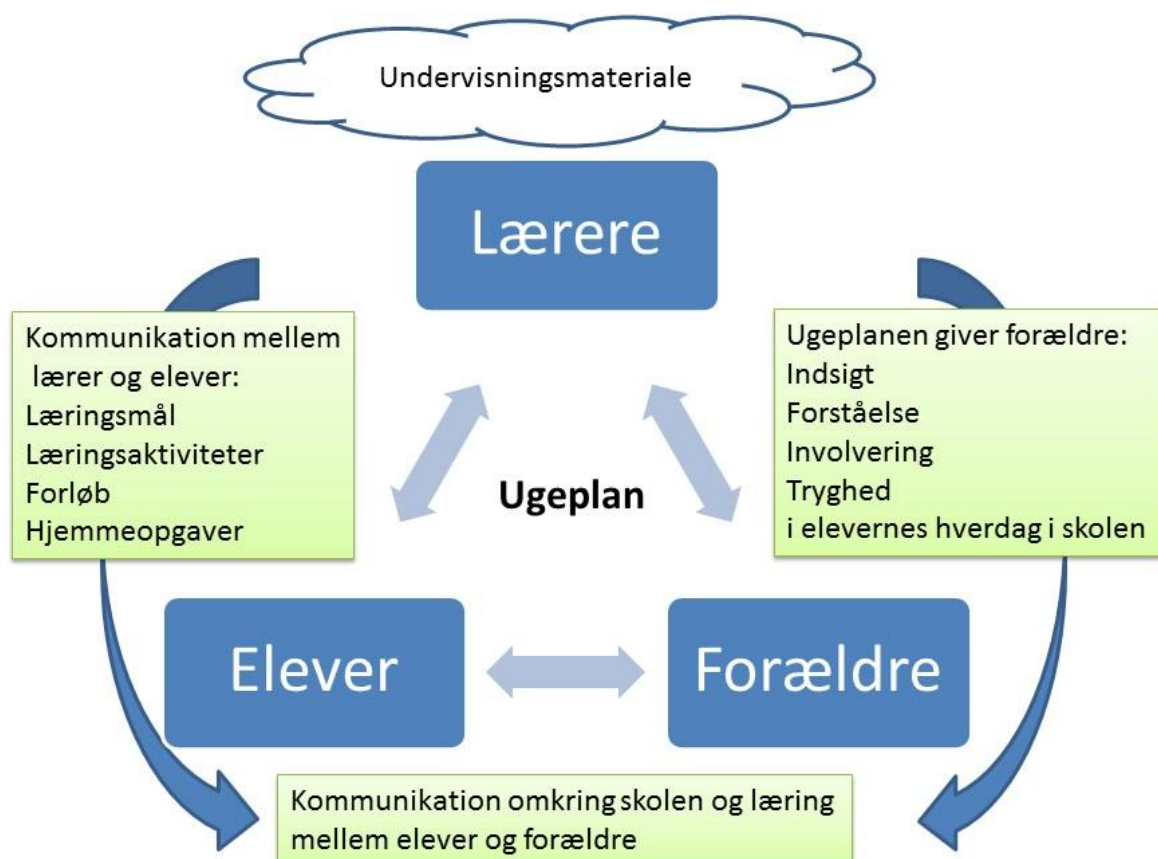 Undervisningsmateriale
Lærere
Kommunikation mellem
lærer og elever:
Læringsmål
Læringsaktiviteter
Forløb
Hjemmeopgaver
Ugeplanen giver forældre:
Indsigt
Forståelse
Involvering
Tryghed
i elevernes hverdag i skolen
Ugeplan
Elever
Forældre
Kommunikation omkring skolen og læring
mellem elever og forældre